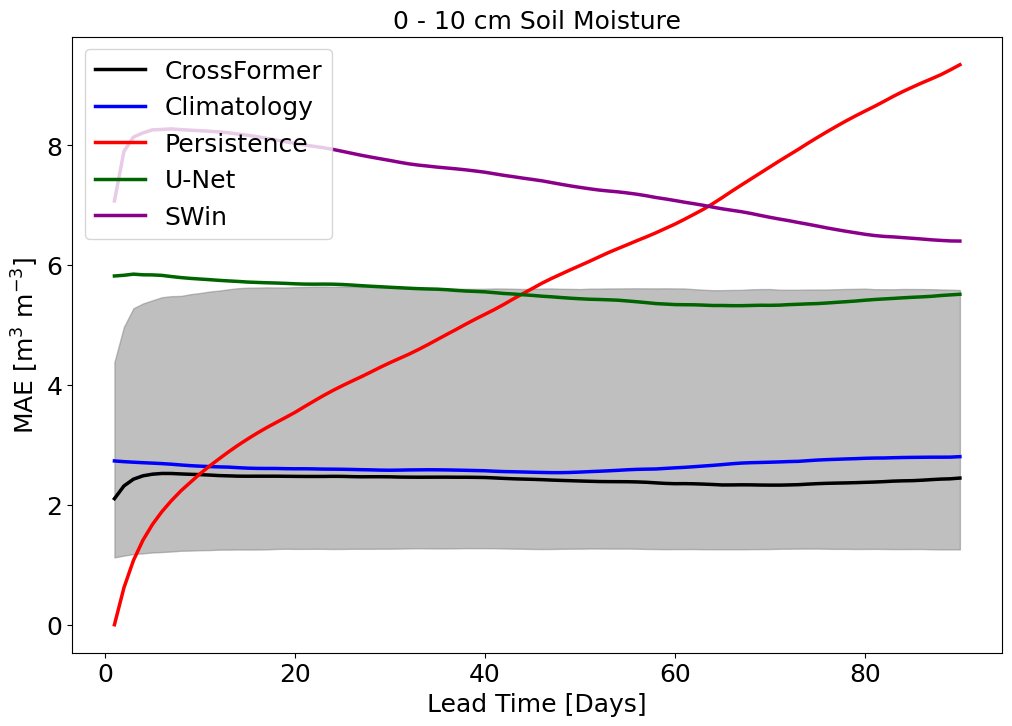 0 - 10 cm Soil Moisture
CrossFormer
Climatology
Persistence
U-Net
SWin
MAE [m³ m⁻³]
8
6
4
2
0
0 20 40 60 80
Lead Time [Days]